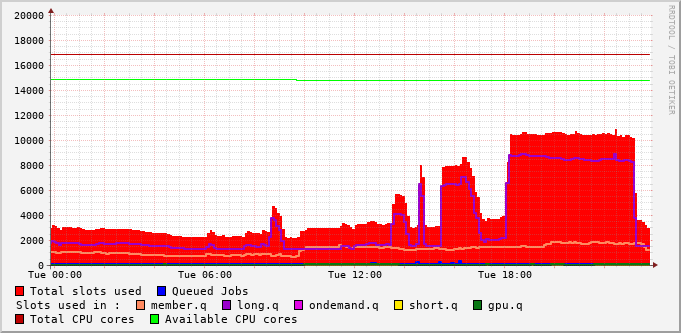 20000
18000
16000
14000
12000
10000
8000
6000
4000
2000
0
Tue 00:00 Tue 06:00 Tue 12:00 Tue 18:00
RRDTOOL / TOBI OETIKER
Total slots used Queued Jobs
Slots used in : member.q long.q ondemand.q short.q gpu.q
Total CPU cores Available CPU cores